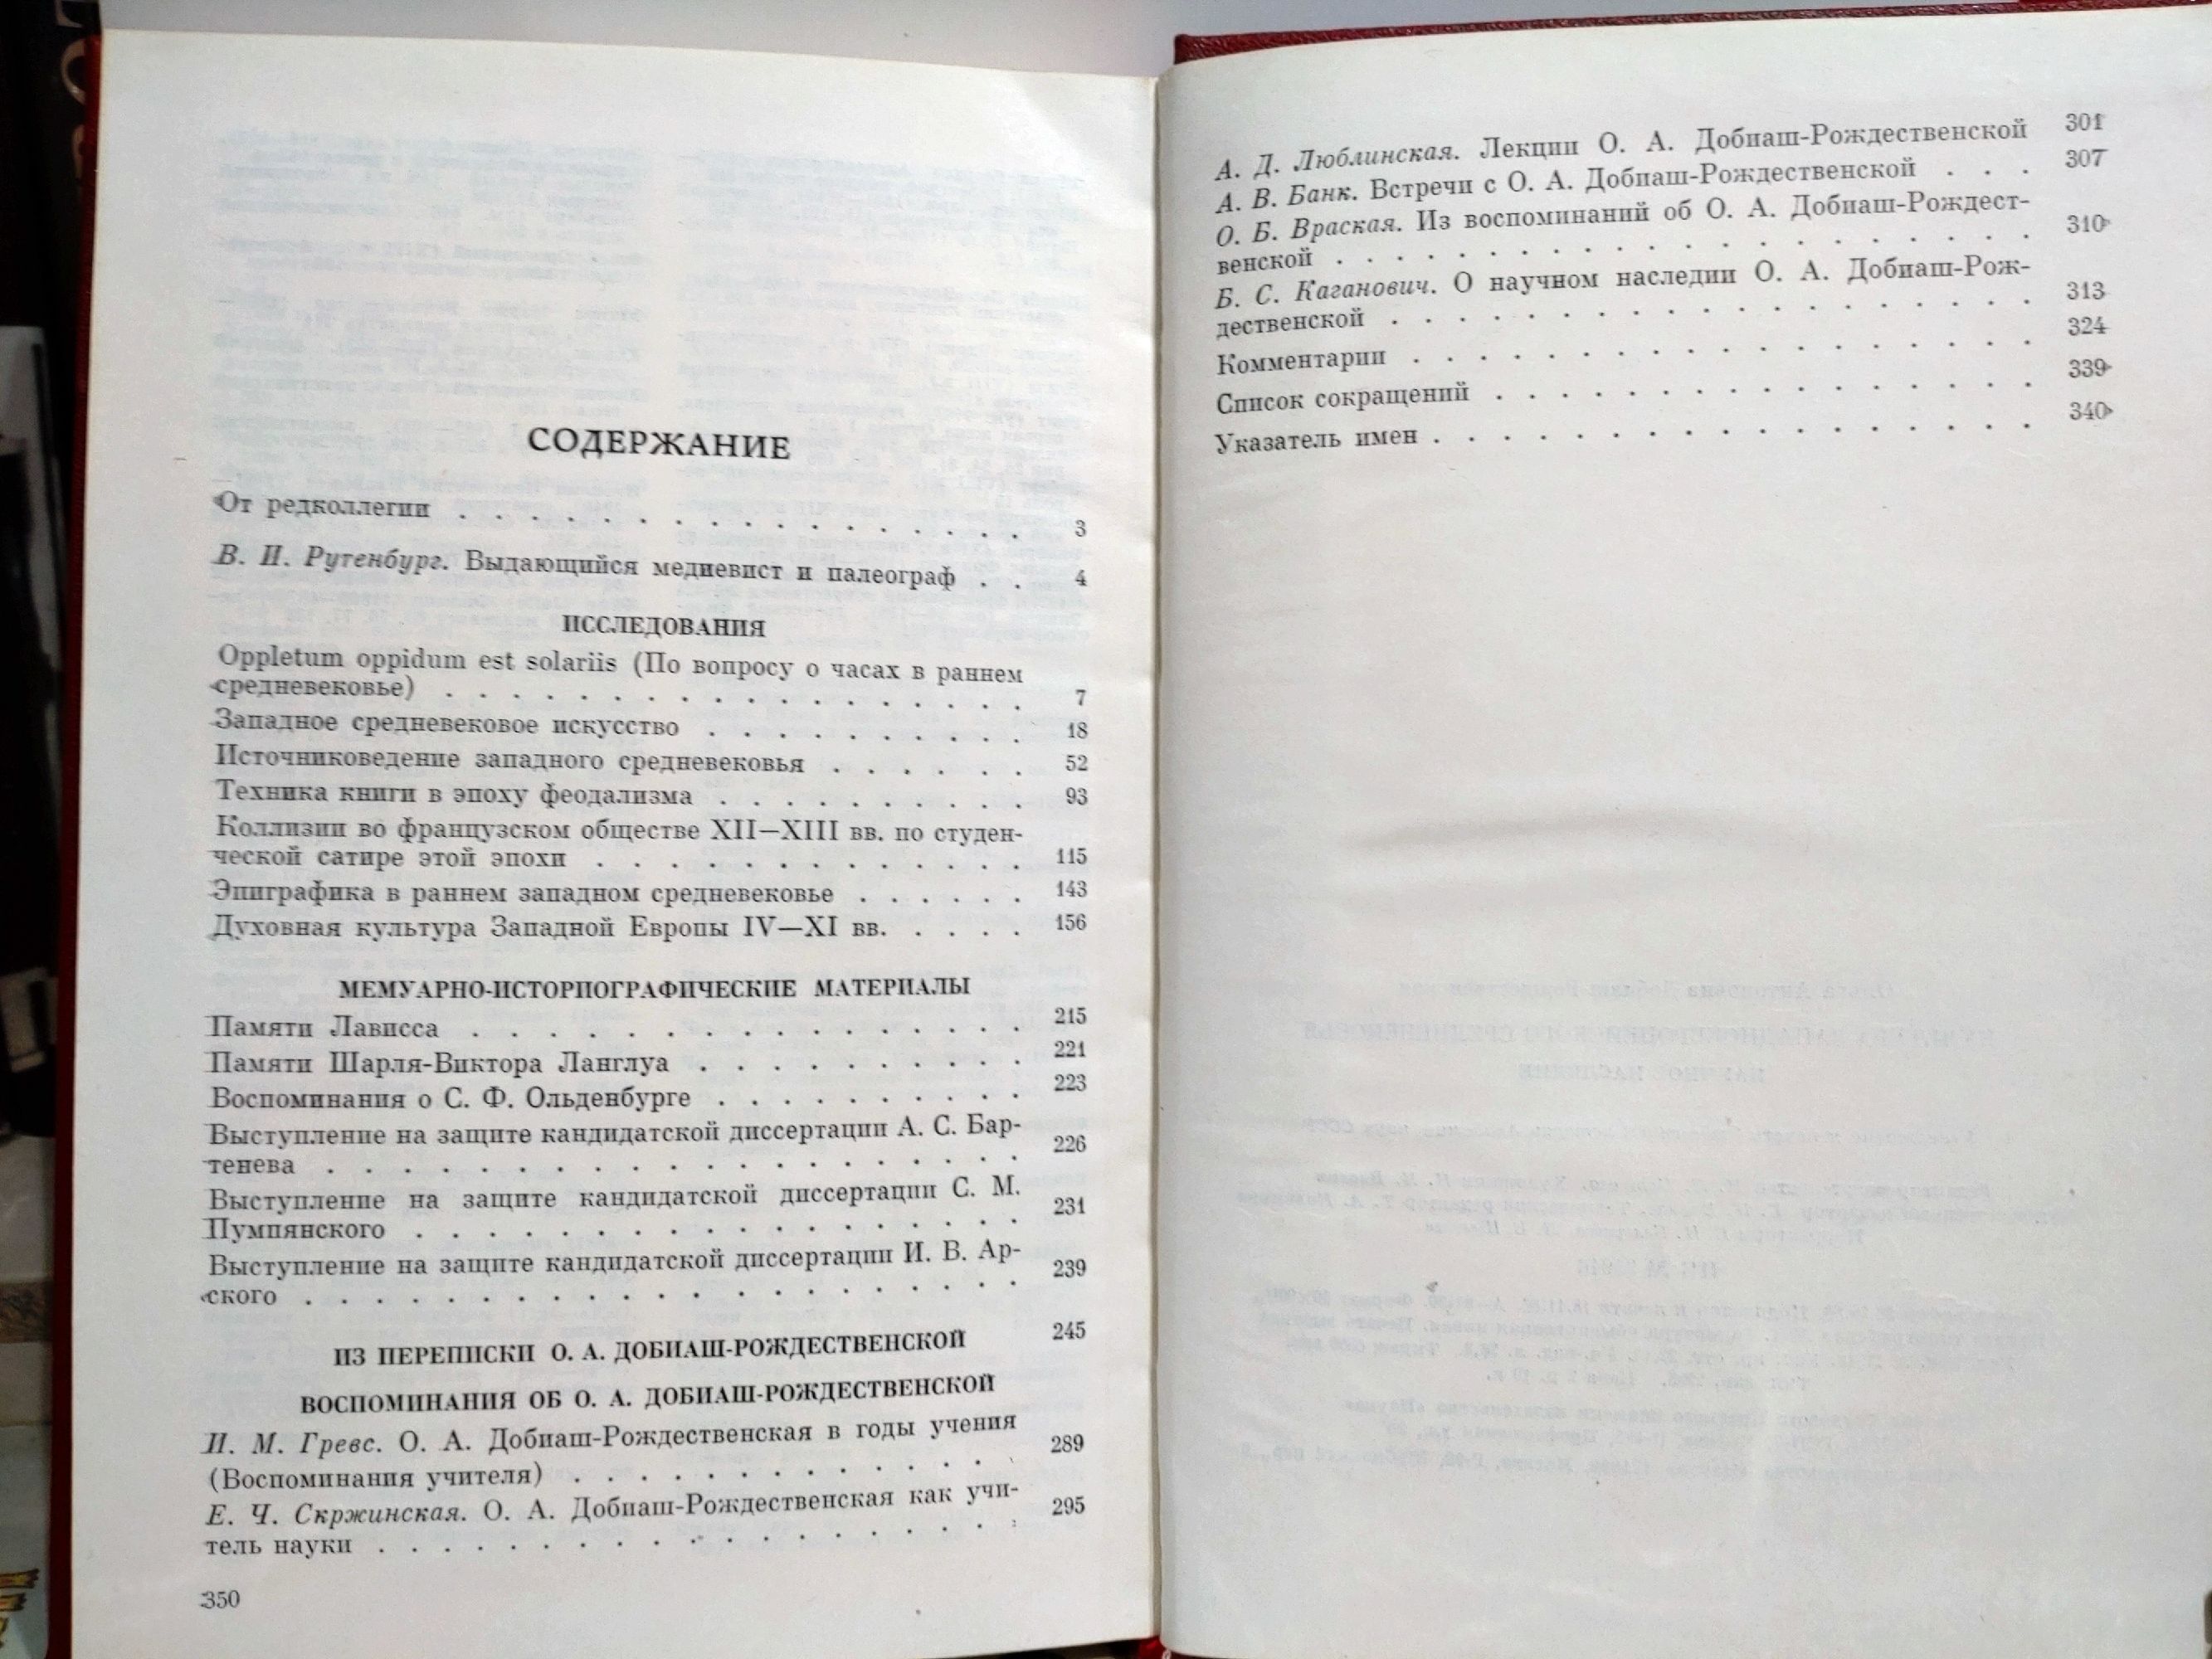 СОДЕРЖАНИЕ
От редколлегии . . . . . . . . . . . . . . . . 3
В. И. Рутенбург. Выдающийся медиевист и палеограф . . 4
ИССЛЕДОВАНИЯ
Oppletum oppidum est solariis (По вопросу о часах в раннем
средневековье) . . . . . . . . . . . . . . . . . 7
Западное средневековое искусство . . . . . . . . . . 18
Источниковедение западного средневековья . . . . . . 52
Техника книги в эпоху феодализма . . . . . . . . . 93
Коллизии во французском обществе XII—XIII вв. по студен-
ческой сатире этой эпохи . . . . . . . . . . . . 115
Эпиграфика в раннем западном средневековье . . . . . . 143
Духовная культура Западной Европы IV—XI вв. . . . . 156
МЕМУАРНО-ИСТОРИОГРАФИЧЕСКИЕ МАТЕРИАЛЫ
Памяти Лависса . . . . . . . . . . . . . . . 215
Памяти Шарля-Виктора Ланглуа . . . . . . . . . 221
Воспоминания о С. Ф. Ольденбурге . . . . . . . . . 223
Выступление на защите кандидатской диссертации А. С. Бар-
тенева . . . . . . . . . . . . . . . . . . 226
Выступление на защите кандидатской диссертации С. М.
Пумпянского . . . . . . . . . . . . . . . . 231
Выступление на защите кандидатской диссертации И. В. Ар-
ского . . . . . . . . . . . . . . . . . . 239
ИЗ ПЕРЕПИСКИ О. А. ДОБИАШ-РОЖДЕСТВЕНСКОЙ 245
ВОСПОМИНАНИЯ ОБ О. А. ДОБИАШ-РОЖДЕСТВЕНСКОЙ
И. М. Гревс. О. А. Добиаш-Рождественская в годы учения
(Воспоминания учителя) . . . . . . . . . . . . 289
Е. Ч. Скржинская. О. А. Добиаш-Рождественская как учи-
тель науки . . . . . . . . . . . . . . . . 295
350
А. Д. Люблинская. Лекции О. А. Добиаш-Рождественской 301
А. В. Банк. Встречи с О. А. Добиаш-Рождественской . . . 307
О. Б. Враская. Из воспоминаний об О. А. Добиаш-Рождест-
венской . . . . . . . . . . . . . . . . . . 310
Б. С. Каганович. О научном наследии О. А. Добиаш-Рож-
дественской . . . . . . . . . . . . . . . . . 313
Комментарии . . . . . . . . . . . . . . . . . 324
Список сокращений . . . . . . . . . . . . . . . 339
Указатель имен . . . . . . . . . . . . . . . . 340